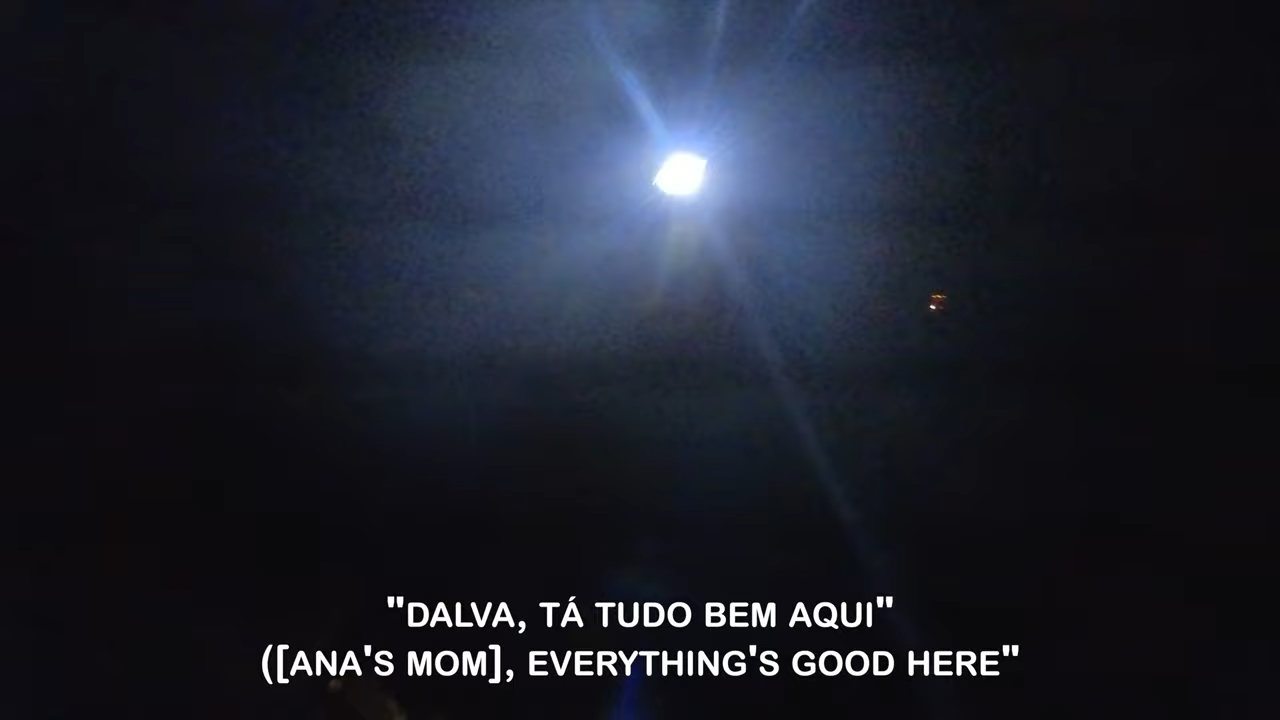 "DALVA, TÁ TUDO BEM AQUI"
([ANA'S MOM], EVERYTHING'S GOOD HERE"